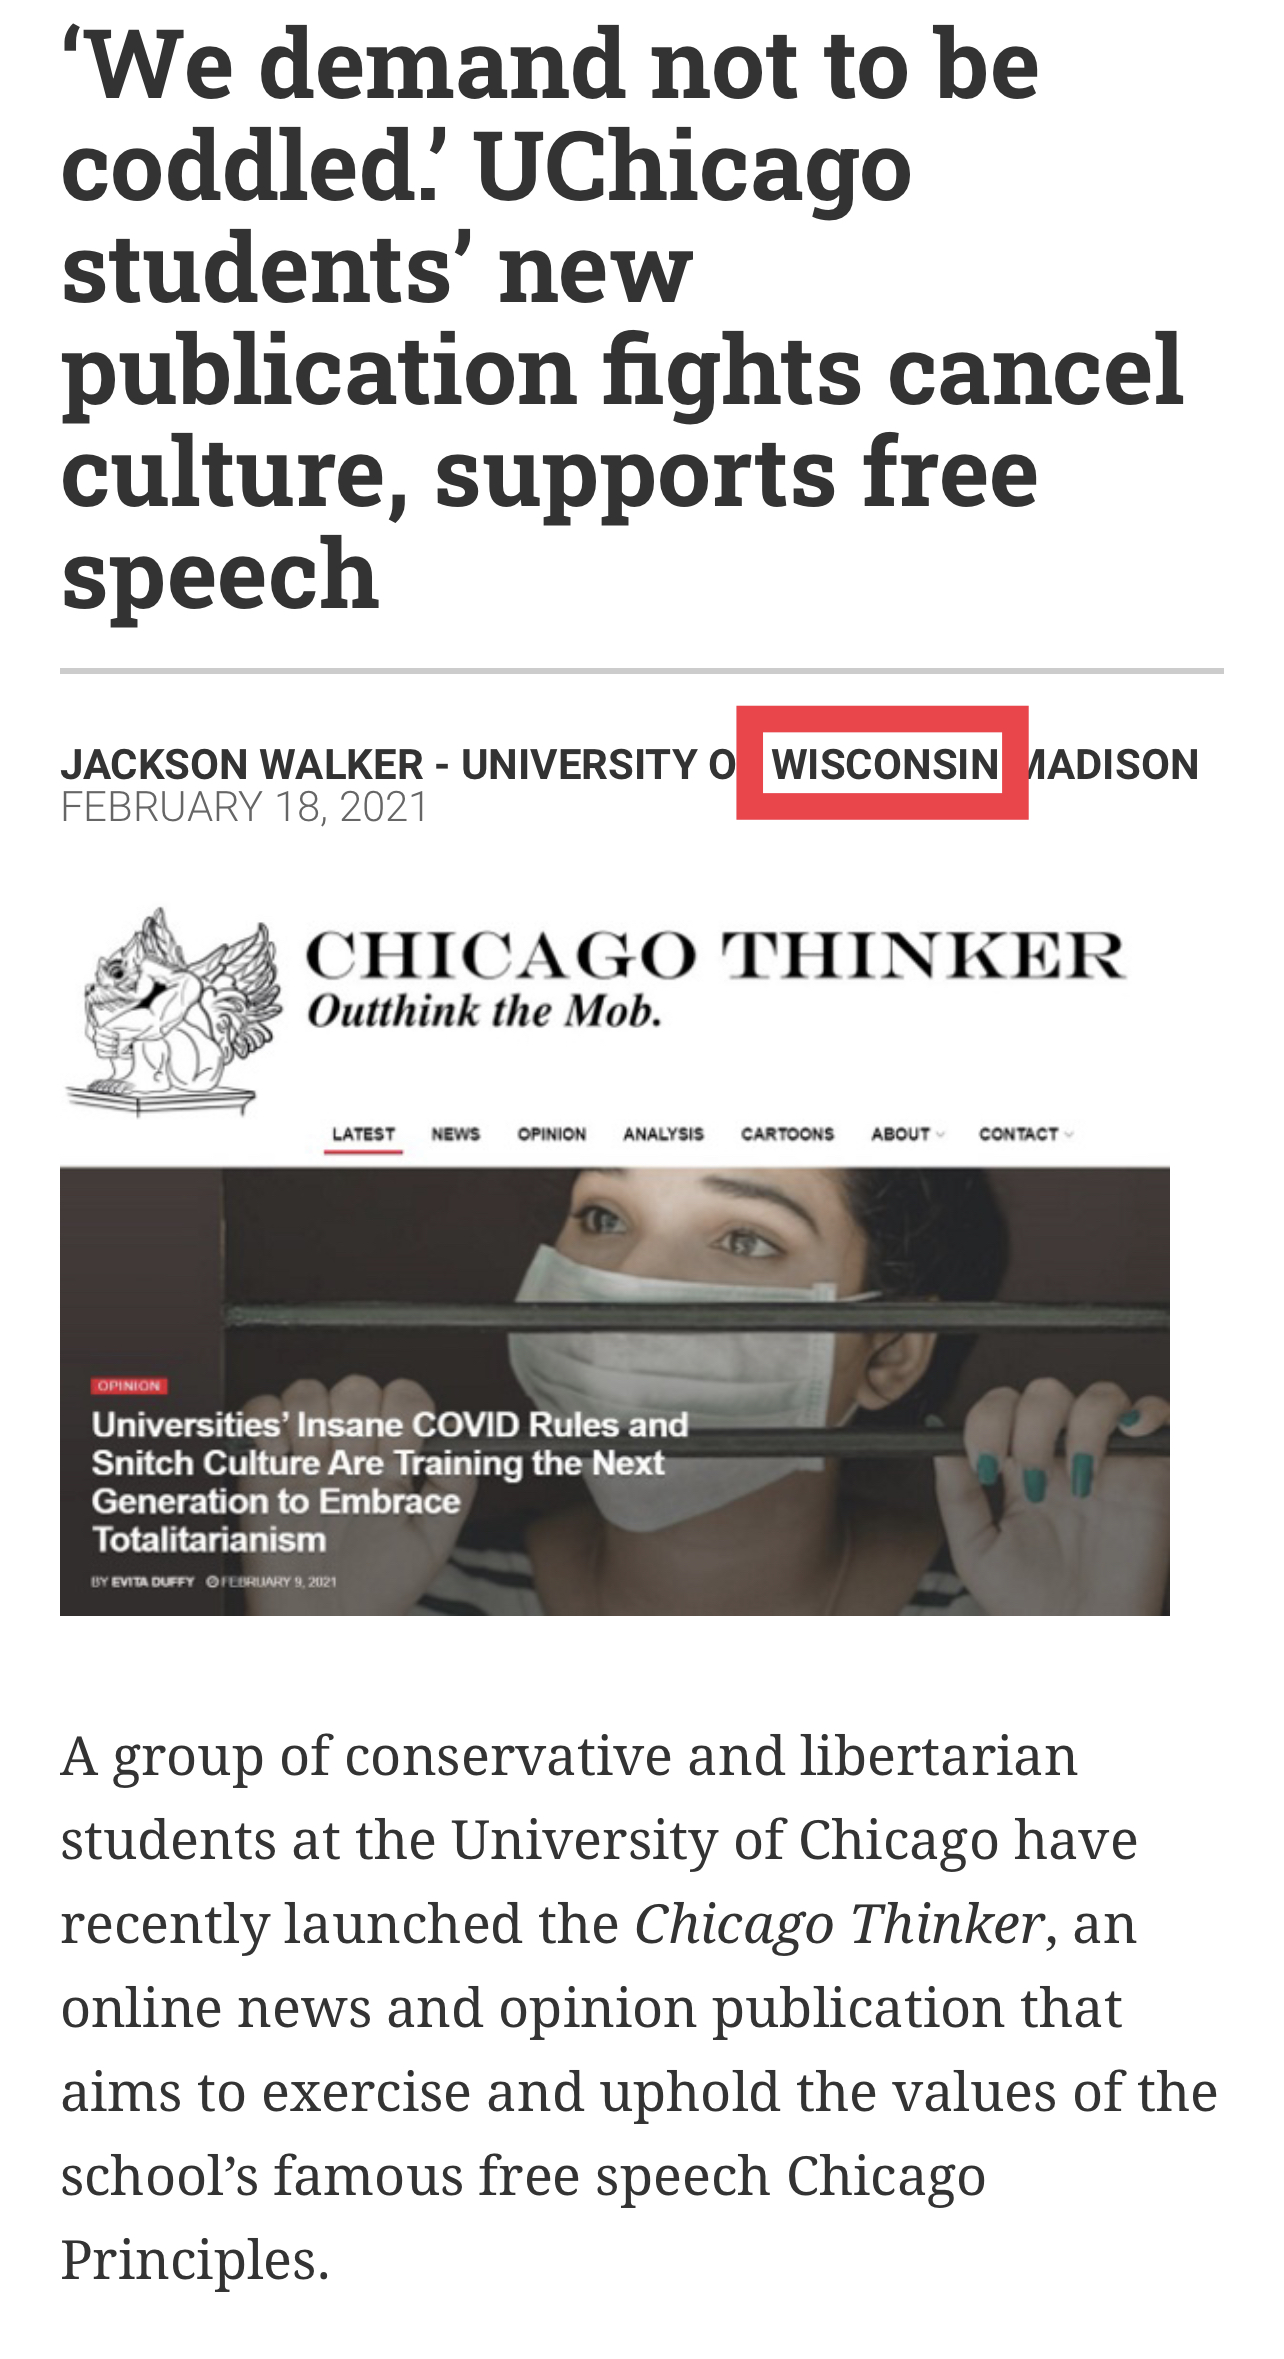 ‘We demand not to be
coddled.’ UChicago
students’ new
publication fights cancel
culture, supports free
speech
JACKSON WALKER - UNIVERSITY O WISCONSIN MADISON
FEBRUARY 18, 2021
CHICAGO THINKER
Outthink the Mob.
LATEST NEWS OPINION ANALYSIS CARTOONS ABOUT CONTACT
OPINION
Universities’ Insane COVID Rules and
Snitch Culture Are Training the Next
Generation to Embrace
Totalitarianism
BY EVITA DUFFY FEBRUARY 9, 2021
A group of conservative and libertarian
students at the University of Chicago have
recently launched the Chicago Thinker, an
online news and opinion publication that
aims to exercise and uphold the values of the
school’s famous free speech Chicago
Principles.